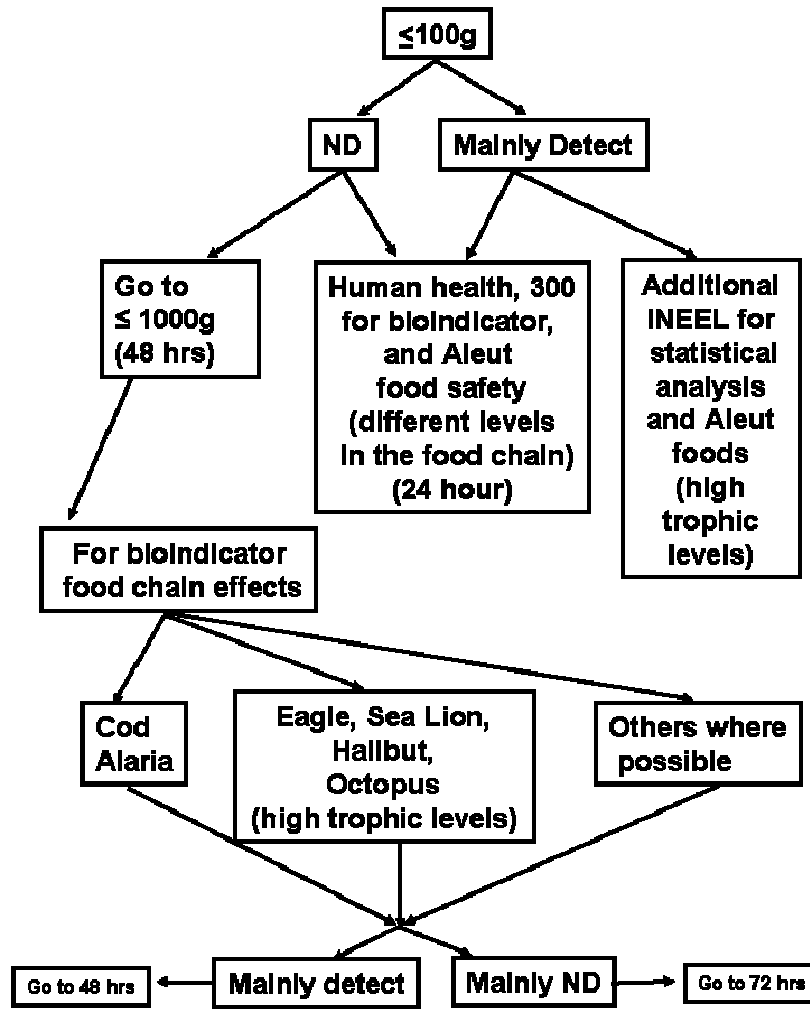 ≤100g
ND
Mainly Detect
Go to
≤ 1000g
(48 hrs)
Human health, 300
for bioindicator,
and Aleut
food safety
(different levels
in the food chain)
(24 hour)
Additional
INEEL for
statistical
analysis
and Aleut
foods
(high
trophic
levels)
For bioindicator
food chain effects
Cod
Alaria
Eagle, Sea Lion,
Halibut,
Octopus
(high trophic levels)
Others where
possible
Go to 48 hrs
Mainly detect
Mainly ND
Go to 72 hrs